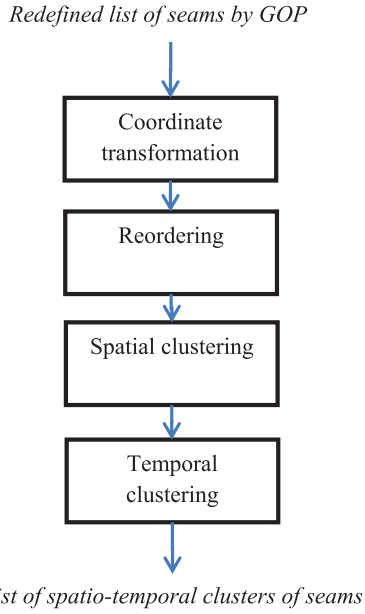 Redefined list of seams by GOP
Coordinate
transformation
Reordering
Spatial clustering
Temporal
clustering
ist of spatio-temporal clusters of seams